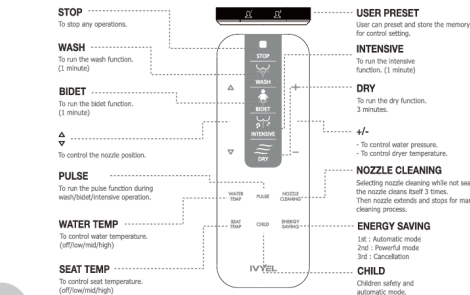 STOP
To stop any operations.
WASH
To run the wash function.
(1 minute)
BIDET
To run the bidet function.
(1 minute)
To control the nozzle position.
PULSE
To run the pulse function during
wash/bidet/intensive operation.
WATER TEMP
To control water temperature.
(off/low/mid/high)
SEAT TEMP
To control seat temperature.
(off/low/mid/high)
STOP
WASH
BIDET
INTENSIVE
DRY
+
−
WATER
TEMP
PULSE
NOZZLE
CLEANING
SEAT
TEMP
CHILD
ENERGY
SAVING
IVYEL
USER PRESET
User can preset and store the memory
for control setting.
INTENSIVE
To run the intensive
function. (1 minute)
DRY
To run the dry function.
3 minutes.
+/-
- To control water pressure.
- To control dryer temperature.
NOZZLE CLEANING
Selecting nozzle cleaning while not
the nozzle cleans itself 3 times.
Then nozzle extends and stops for
cleaning process.
ENERGY SAVING
1st : Automatic mode
2nd : Powerful mode
3rd : Cancellation
CHILD
Children safety and
automatic mode.